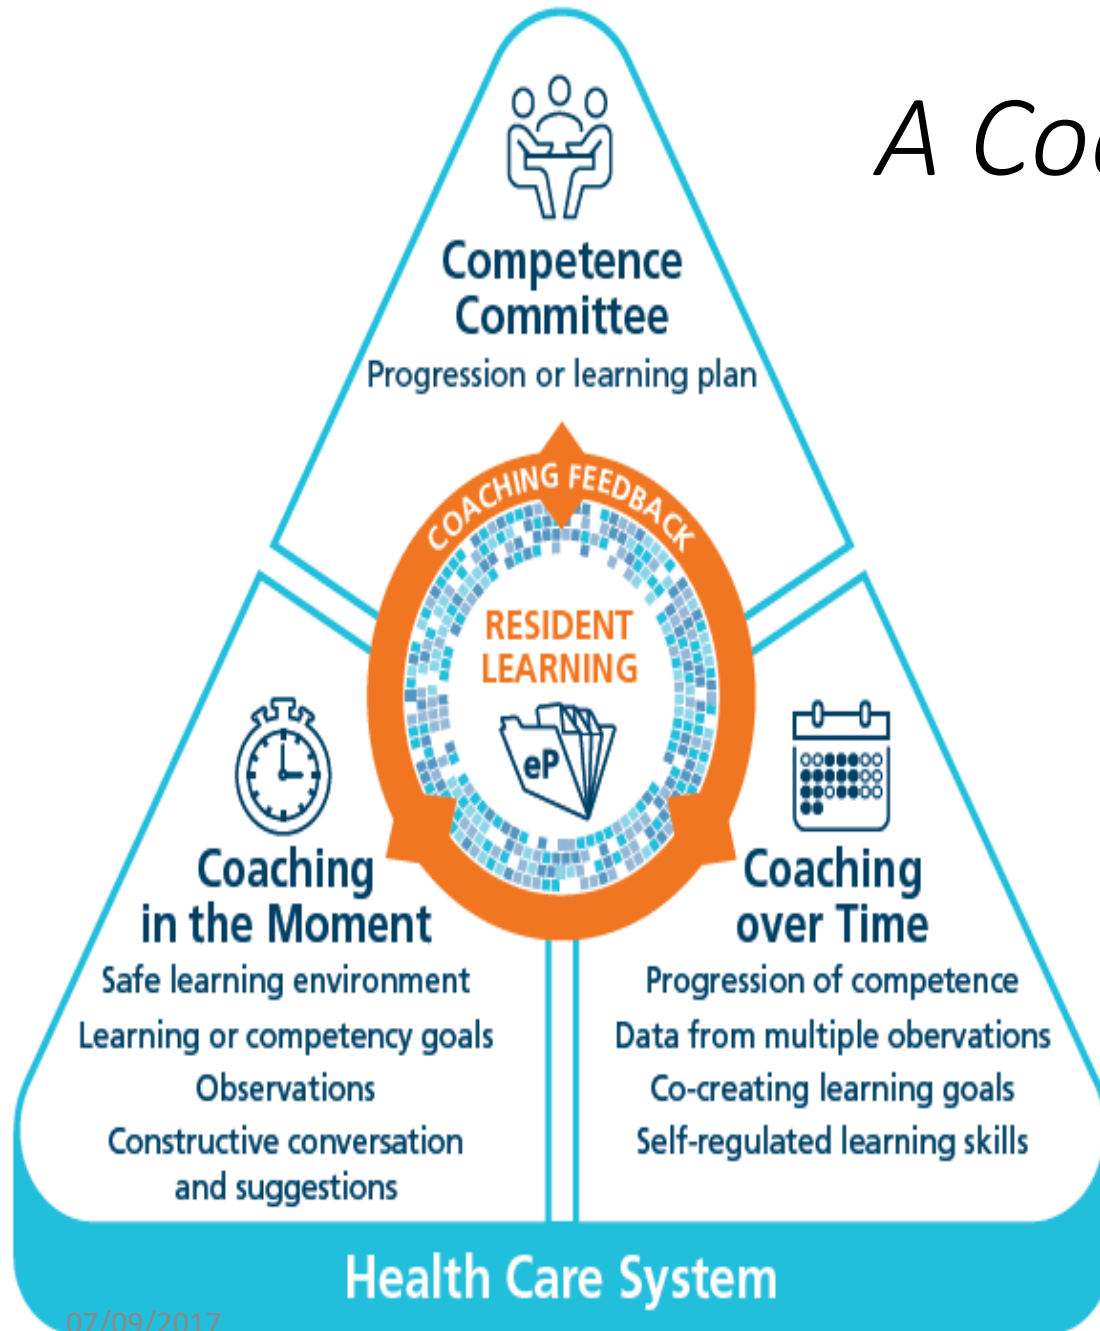 A Co
Competence
Committee
Progression or learning plan
COACHING FEEDBACK
RESIDENT
LEARNING
eP
Coaching
in the Moment
Safe learning environment
Learning or competency goals
Observations
Constructive conversation
and suggestions
Coaching
over Time
Progression of competence
Data from multiple obervations
Co-creating learning goals
Self-regulated learning skills
Health Care System
07/09/2017